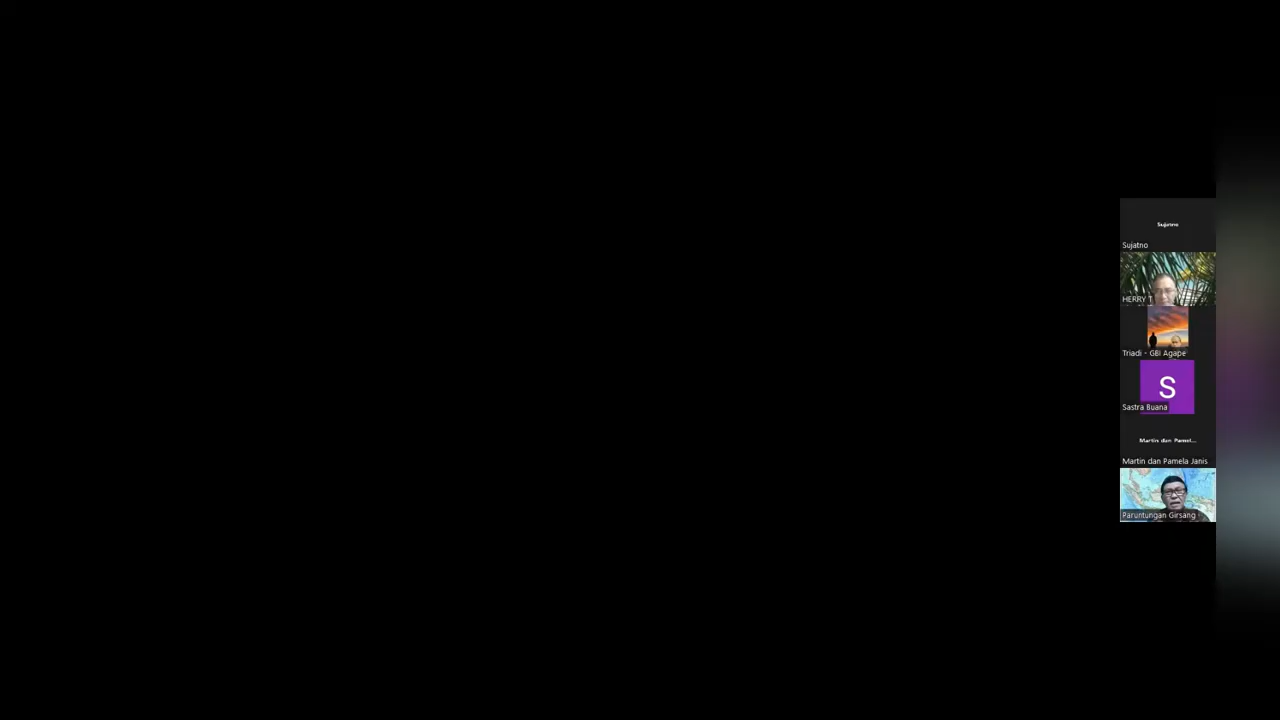 Sujatno
Sujatno
HERRY T
Triadi - GBI Agape
S
Sastra Buana
Martin dan Pamel...
Martin dan Pamela Janis
Paruntungan Girsang